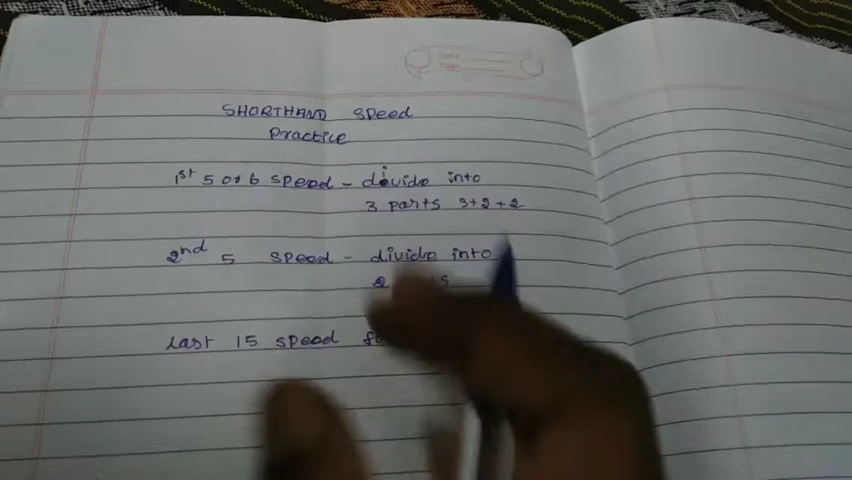 SHORTHAND Speed
Practice
1st 5 or 6 speed - divide into
3 parts 3+2+2
2nd 5 speed - divide into
2
last 15 speed